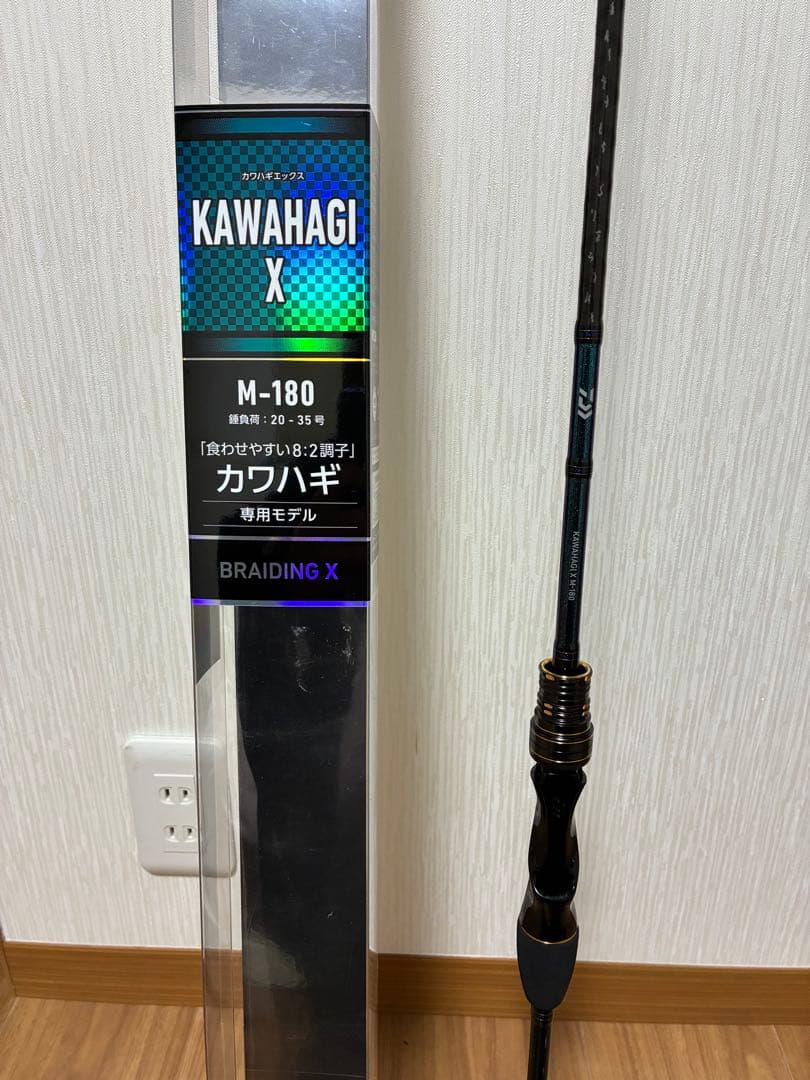 カワハギエックス
KAWAHAGI
X
M-180
錘負荷:20-35号
「食わせやすい8:2調子」
カワハギ
専用モデル
BRAIDING X
KAWAHAGI X M-180